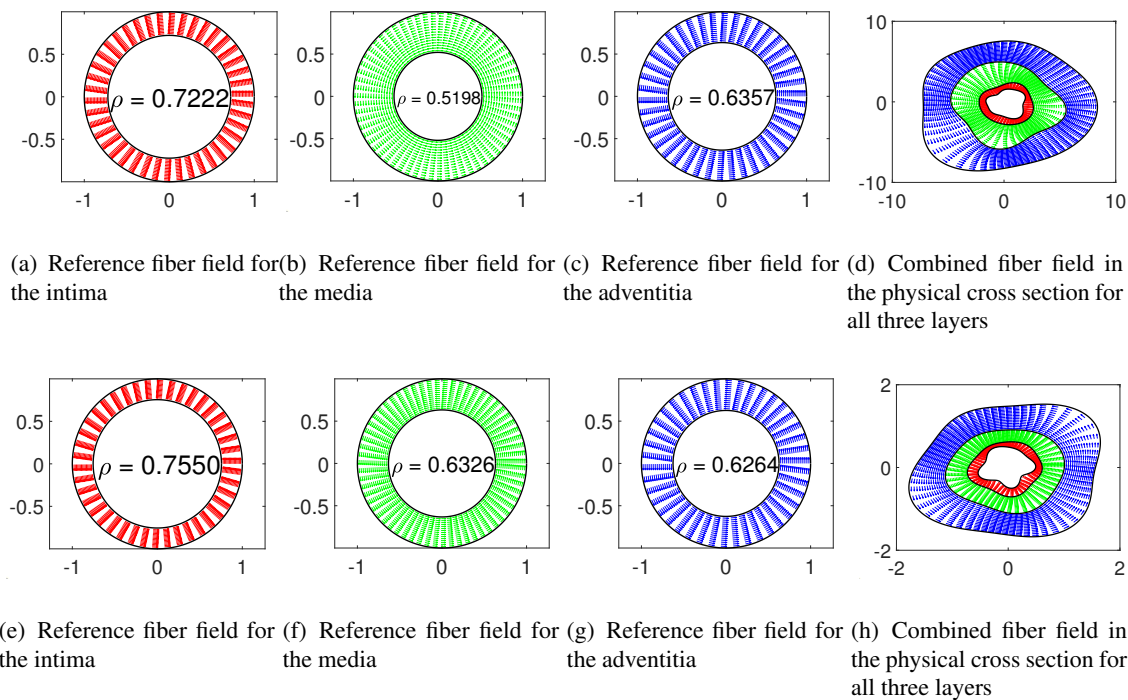 0.5
0
-0.5
-1
0
1
ρ = 0.7222
0.5
0
-0.5
-1
0
1
ρ = 0.5198
0.5
0
-0.5
-1
0
1
ρ = 0.6357
10
0
-10
-10
0
10
(a) Reference fiber field for
the intima
(b) Reference fiber field for
the media
(c) Reference fiber field for
the adventitia
(d) Combined fiber field in
the physical cross section for
all three layers
0.5
0
-0.5
-1
0
1
ρ = 0.7550
0.5
0
-0.5
-1
0
1
ρ = 0.6326
0.5
0
-0.5
-1
0
1
ρ = 0.6264
2
0
-2
-2
0
2
(e) Reference fiber field for
the intima
(f) Reference fiber field for
the media
(g) Reference fiber field for
the adventitia
(h) Combined fiber field in
the physical cross section for
all three layers